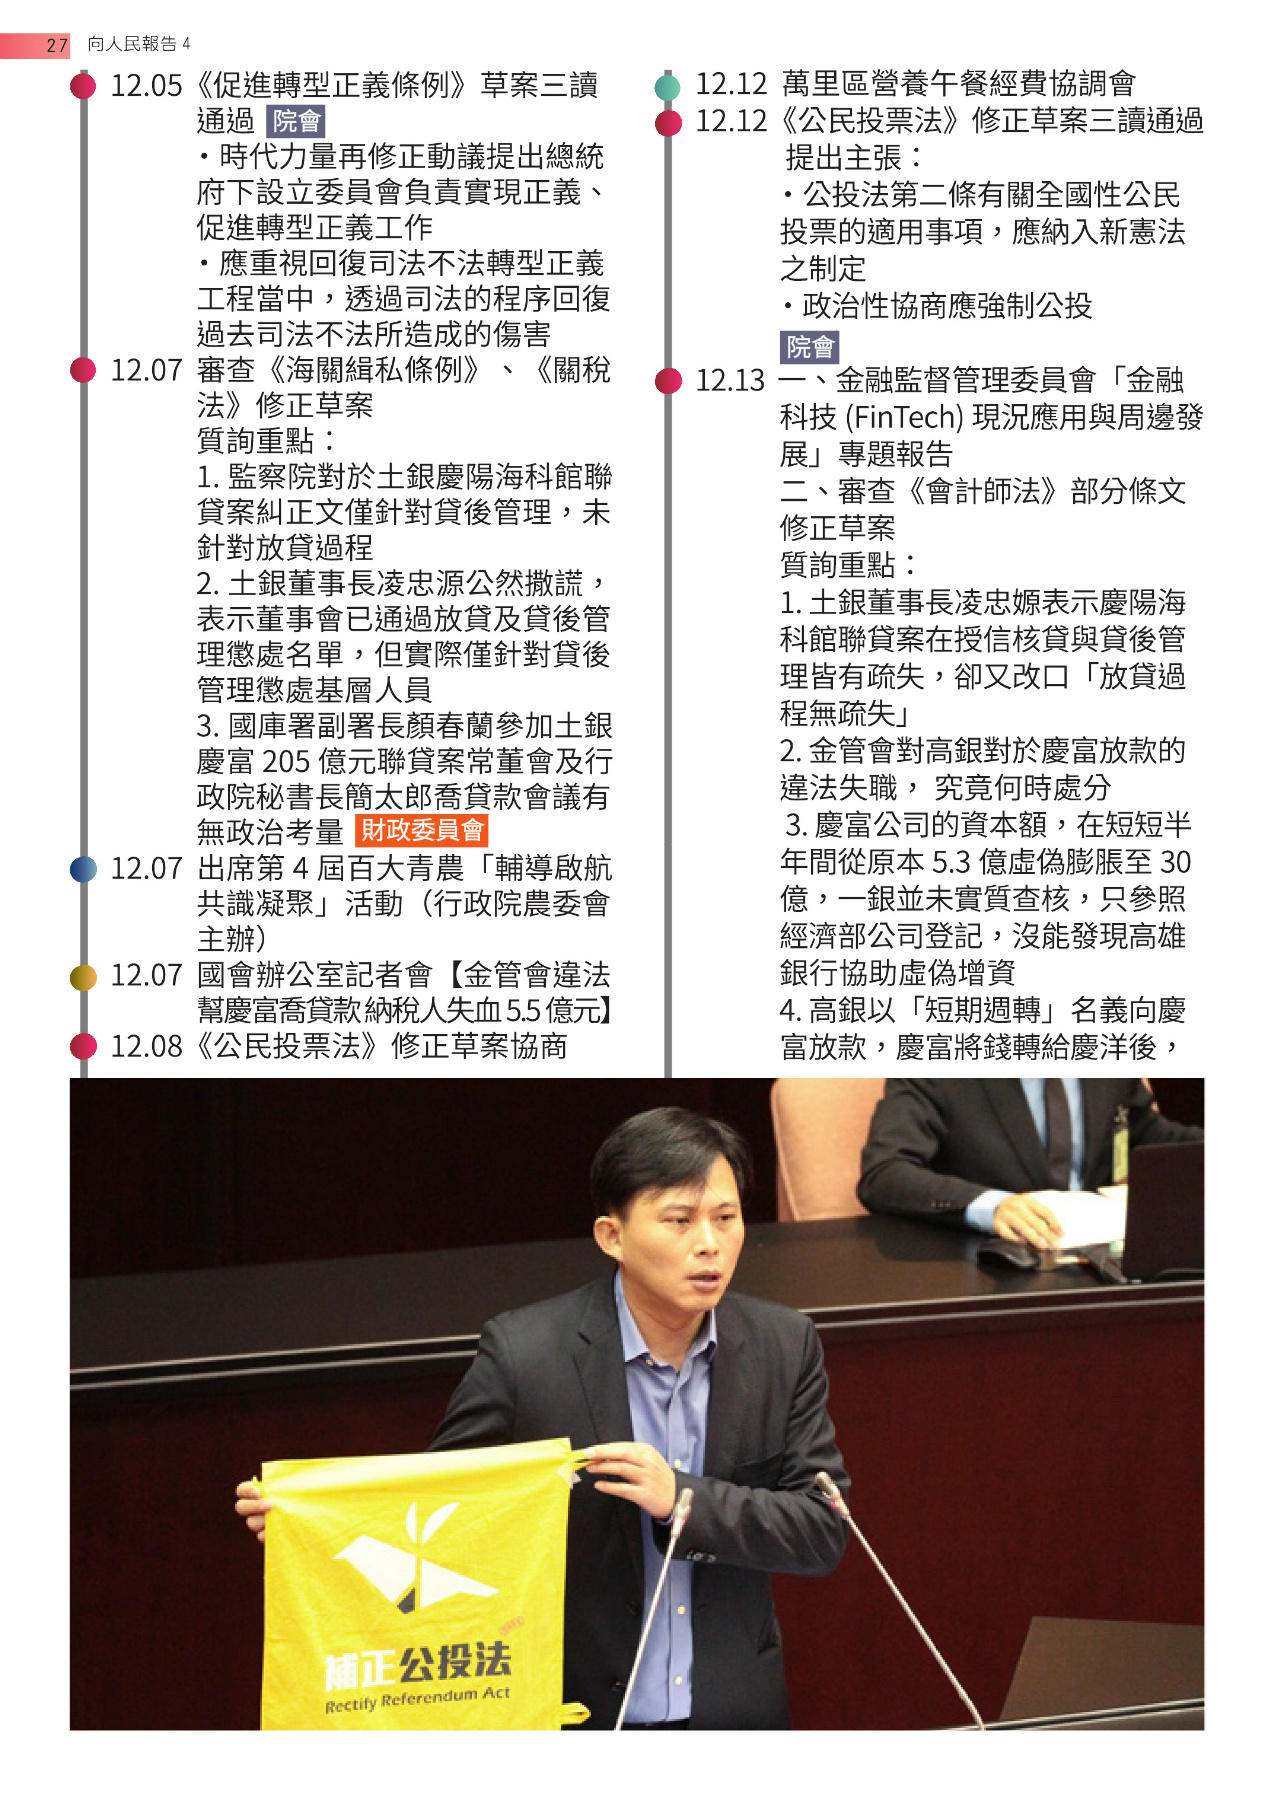 27 向人民報告 4
12.05《促進轉型正義條例》草案三讀
通過 院會
・時代力量再修正動議提出總統
府下設立委員會負責實現正義、
促進轉型正義工作
・應重視回復司法不法轉型正義
工程當中，透過司法的程序回復
過去司法不法所造成的傷害
12.07 審查《海關緝私條例》、《關稅
法》修正草案
質詢重點：
1. 監察院對於土銀慶陽海科館聯
貸案糾正文僅針對貸後管理，未
針對放貸過程
2. 土銀董事長凌忠源公然撒謊，
表示董事會已通過放貸及貸後管
理懲處名單，但實際僅針對貸後
管理懲處基層人員
3. 國庫署副署長顏春蘭參加土銀
慶富 205 億元聯貸案常董會及行
政院秘書長簡太郎喬貸款會議有
無政治考量 財政委員會
12.07 出席第 4 屆百大青農「輔導啟航
共識凝聚」活動（行政院農委會
主辦）
12.07 國會辦公室記者會【金管會違法
幫慶富喬貸款 納稅人失血 5.5 億元】
12.08《公民投票法》修正草案協商
12.12 萬里區營養午餐經費協調會
12.12《公民投票法》修正草案三讀通過
提出主張：
・公投法第二條有關全國性公民
投票的適用事項，應納入新憲法
之制定
・政治性協商應強制公投
院會
12.13 一、金融監督管理委員會「金融
科技 (FinTech) 現況應用與周邊發
展」專題報告
二、審查《會計師法》部分條文
修正草案
質詢重點：
1. 土銀董事長凌忠嫄表示慶陽海
科館聯貸案在授信核貸與貸後管
理皆有疏失，卻又改口「放貸過
程無疏失」
2. 金管會對高銀對於慶富放款的
違法失職， 究竟何時處分
3. 慶富公司的資本額，在短短半
年間從原本 5.3 億虛偽膨脹至 30
億，一銀並未實質查核，只參照
經濟部公司登記，沒能發現高雄
銀行協助虛偽增資
4. 高銀以「短期週轉」名義向慶
富放款，慶富將錢轉給慶洋後，
補正公投法
Rectify Referendum Act